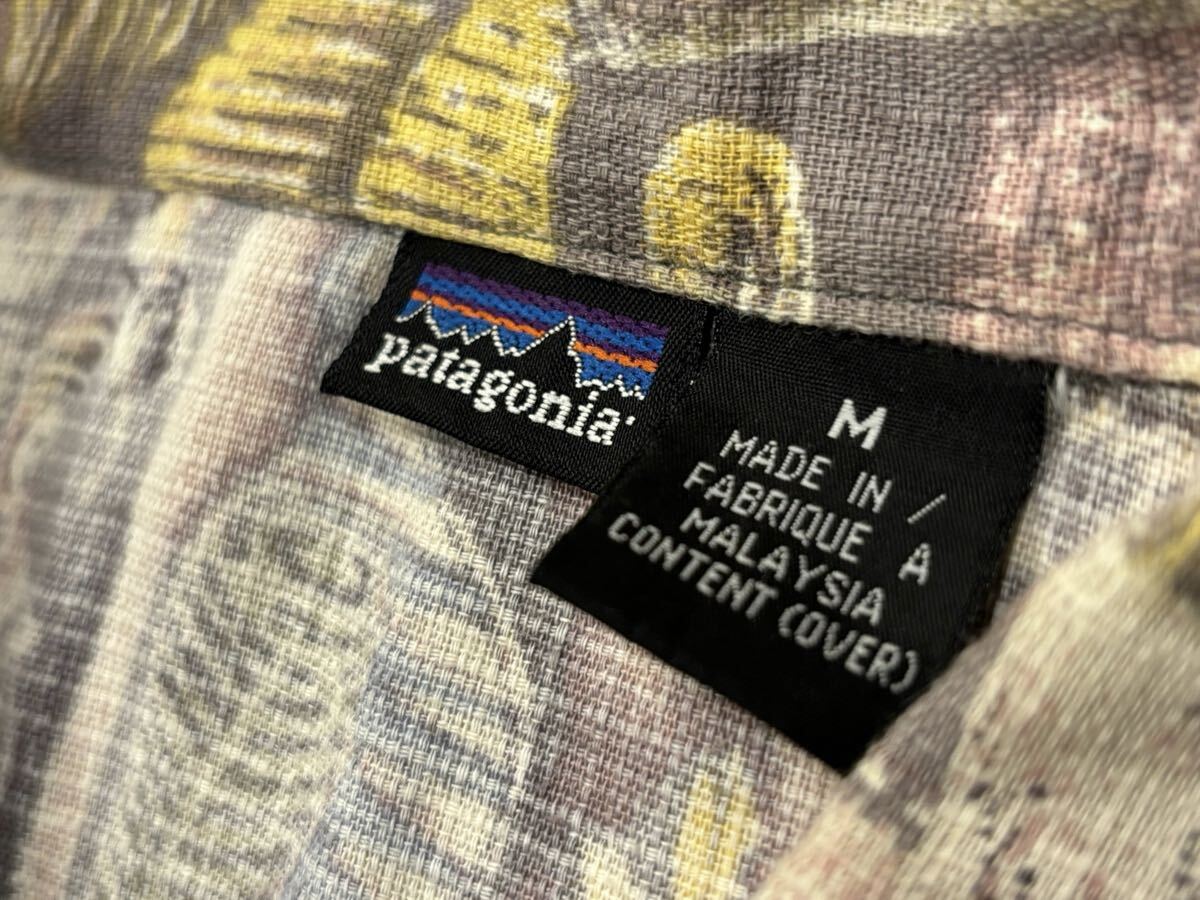 patagonia
M
MADE IN /
FABRIQUE A
MALAYSIA
CONTENT (OVER)